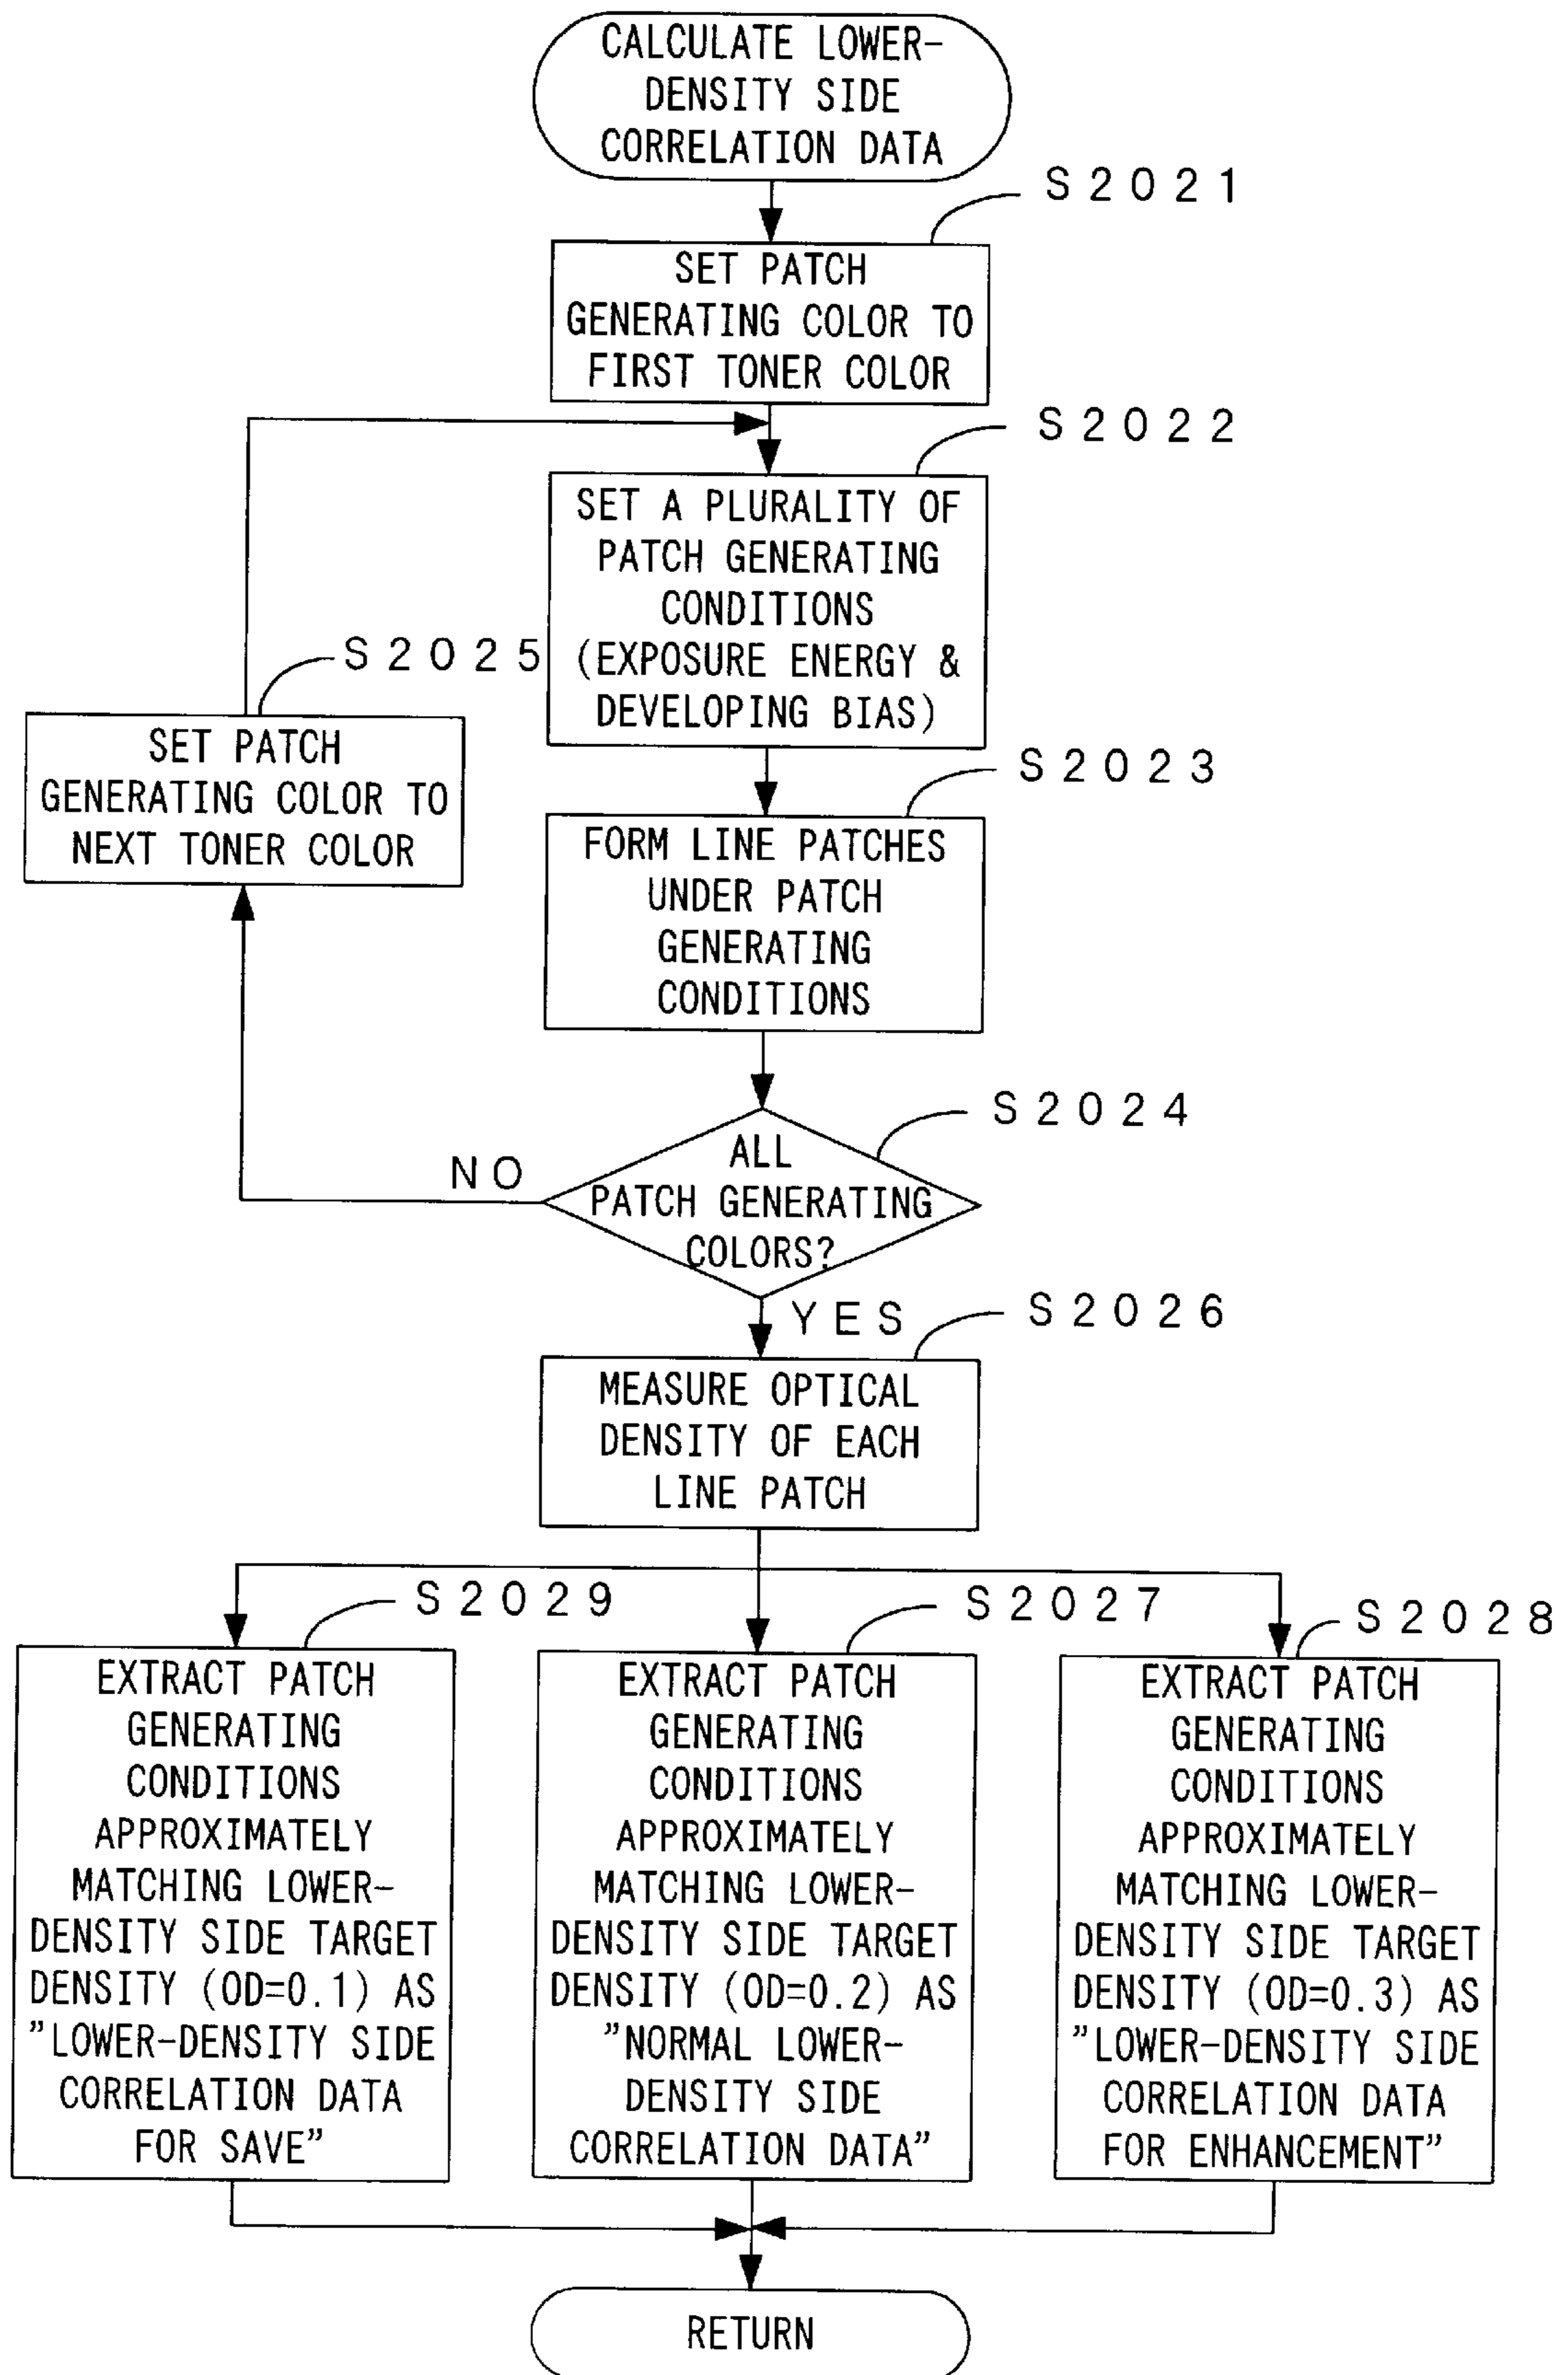 CALCULATE LOWER-
DENSITY SIDE
CORRELATION DATA
S2021
SET PATCH
GENERATING COLOR TO
FIRST TONER COLOR
S2022
SET A PLURALITY OF
PATCH GENERATING
CONDITIONS
(EXPOSURE ENERGY &
DEVELOPING BIAS)
S2025
SET PATCH
GENERATING COLOR TO
NEXT TONER COLOR
S2023
FORM LINE PATCHES
UNDER PATCH
GENERATING
CONDITIONS
S2024
ALL
PATCH GENERATING
COLORS?
NO
YES
S2026
MEASURE OPTICAL
DENSITY OF EACH
LINE PATCH
S2029
EXTRACT PATCH
GENERATING
CONDITIONS
APPROXIMATELY
MATCHING LOWER-
DENSITY SIDE TARGET
DENSITY (OD=0.1) AS
"LOWER-DENSITY SIDE
CORRELATION DATA
FOR SAVE"
S2027
EXTRACT PATCH
GENERATING
CONDITIONS
APPROXIMATELY
MATCHING LOWER-
DENSITY SIDE TARGET
DENSITY (OD=0.2) AS
"NORMAL LOWER-
DENSITY SIDE
CORRELATION DATA"
S2028
EXTRACT PATCH
GENERATING
CONDITIONS
APPROXIMATELY
MATCHING LOWER-
DENSITY SIDE TARGET
DENSITY (OD=0.3) AS
"LOWER-DENSITY SIDE
CORRELATION DATA
FOR ENHANCEMENT"
RETURN